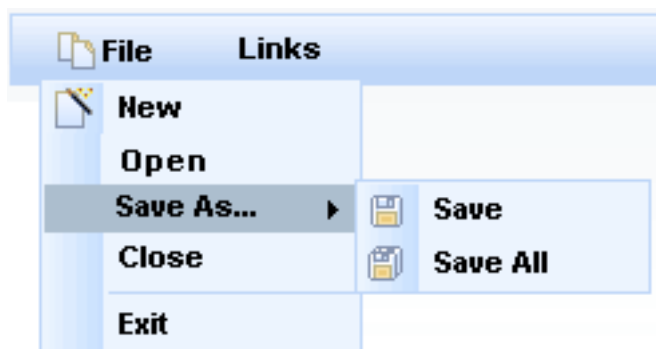 File Links
New
Open
Save As... Save
Close Save All
Exit